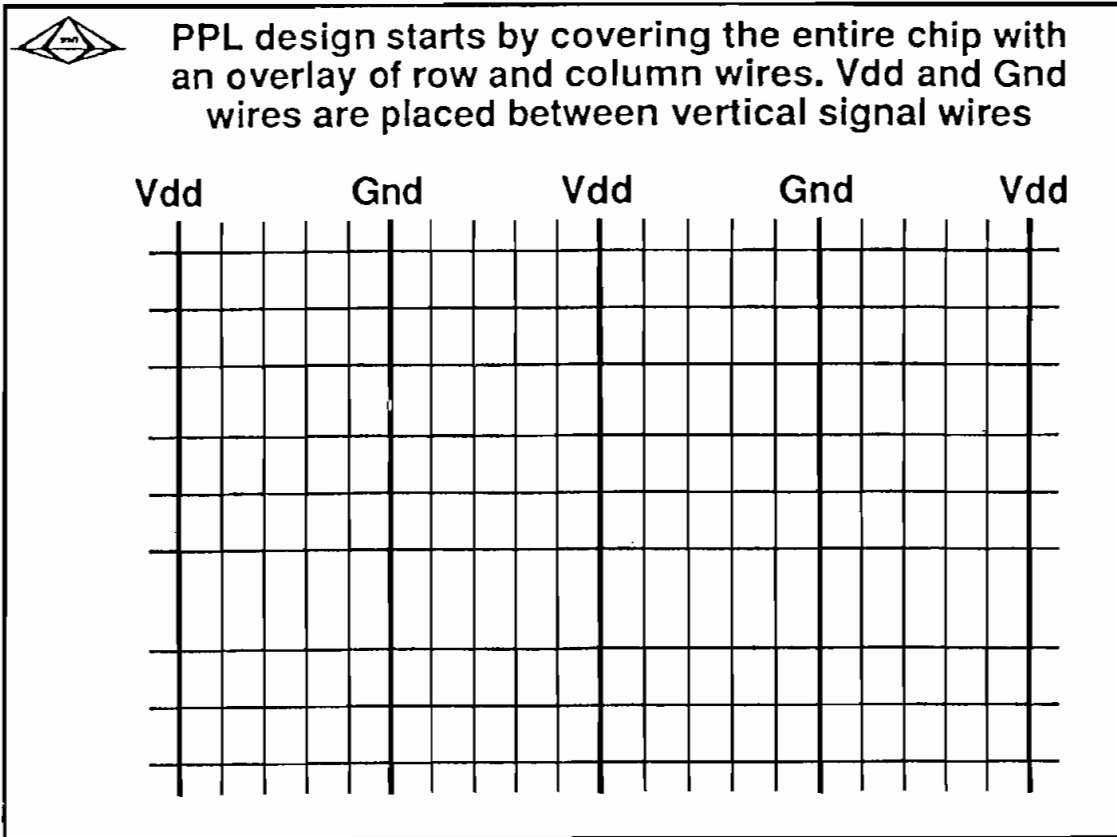 PPL design starts by covering the entire chip with
an overlay of row and column wires. Vdd and Gnd
wires are placed between vertical signal wires
Vdd Gnd Vdd Gnd Vdd